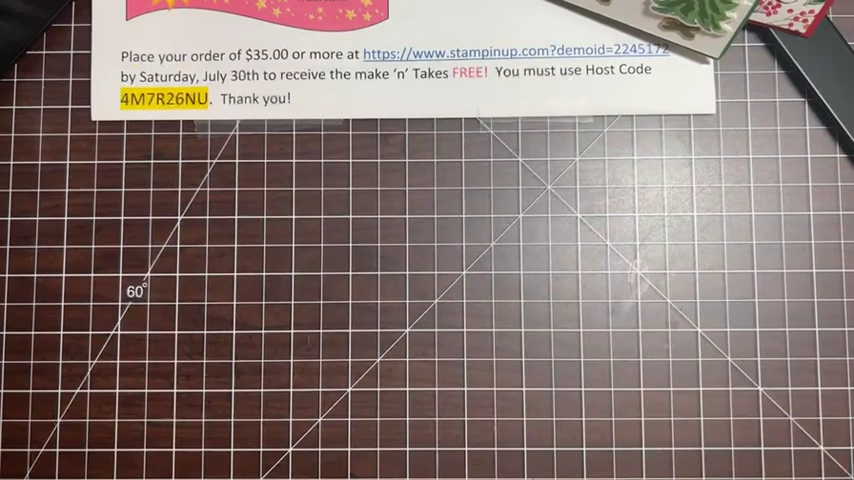 Place your order of $35.00 or more at https://www.stampinup.com?demoid=2245172
by Saturday, July 30th to receive the make ‘n’ Takes FREE!  You must use Host Code
4M7R26NU.  Thank you!
60°